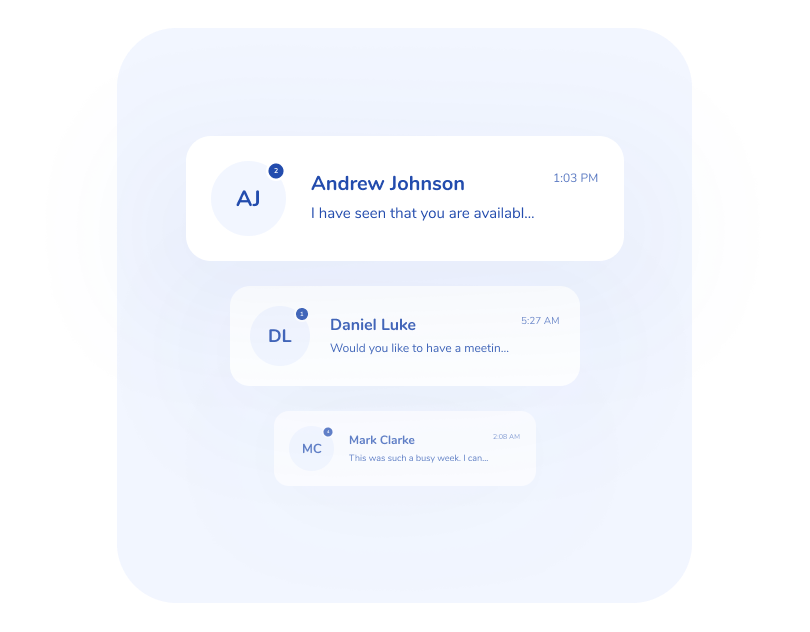 2
AJ
Andrew Johnson
1:03 PM
I have seen that you are availabl...
1
DL
Daniel Luke
5:27 AM
Would you like to have a meetin...
MC
Mark Clarke
2:08 AM
This was such a busy week. I can...